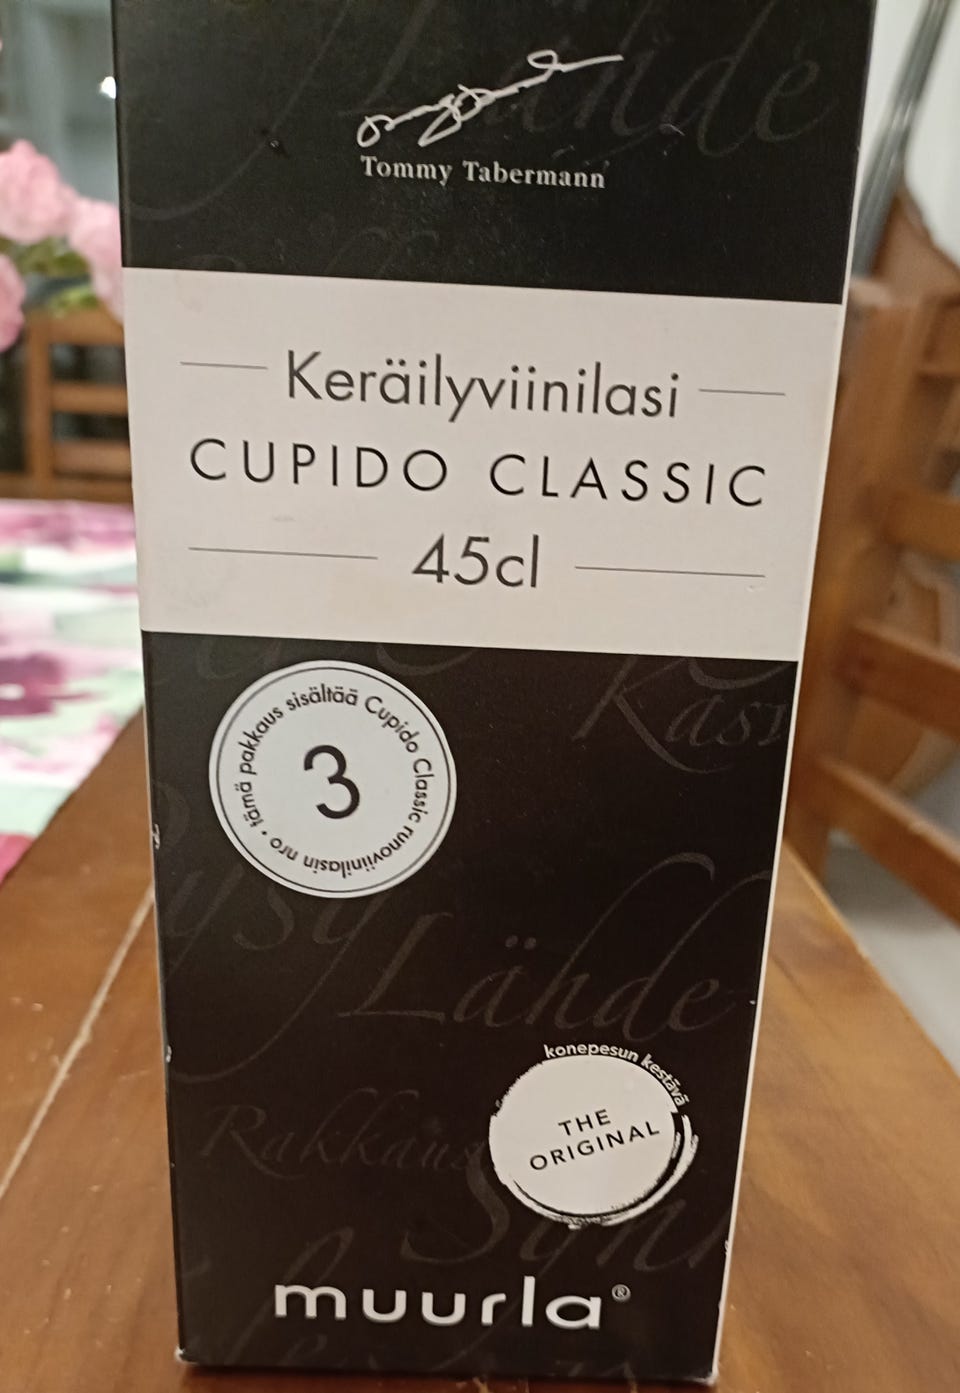 Lähde
Tommy Tabermann
Keräilyviinilasi
CUPIDO CLASSIC
45cl
tämä pakkaus sisältää Cupido Classic runoviinilasin nro •
3
Lähde
konepesun kestävä
THE
ORIGINAL
Rakkaus
muurla®